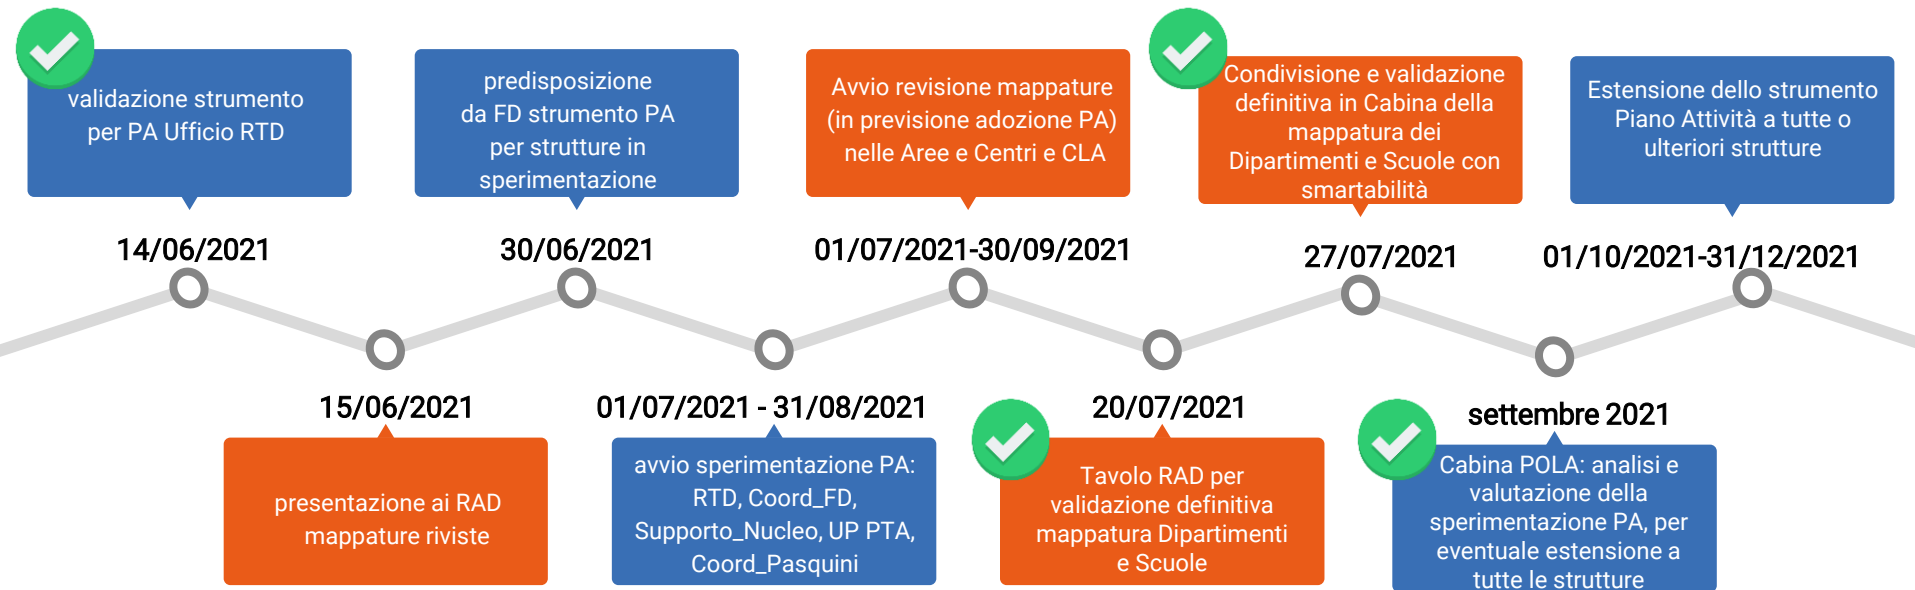 validazione strumento
per PA Ufficio RTD
14/06/2021
15/06/2021
presentazione ai RAD
mappature riviste
predisposizione
da FD strumento PA
per strutture in
sperimentazione
30/06/2021
01/07/2021 - 31/08/2021
avvio sperimentazione PA:
RTD, Coord_FD,
Supporto_Nucleo, UP PTA,
Coord_Pasquini
Avvio revisione mappature
(in previsione adozione PA)
nelle Aree e Centri e CLA
01/07/2021-30/09/2021
20/07/2021
Tavolo RAD per
validazione definitiva
mappatura Dipartimenti
e Scuole
Condivisione e validazione
definitiva in Cabina della
mappatura dei
Dipartimenti e Scuole con
smartabilità
27/07/2021
settembre 2021
Cabina POLA: analisi e
valutazione della
sperimentazione PA, per
eventuale estensione a
tutte le strutture
Estensione dello strumento
Piano Attività a tutte o
ulteriori strutture
01/10/2021-31/12/2021